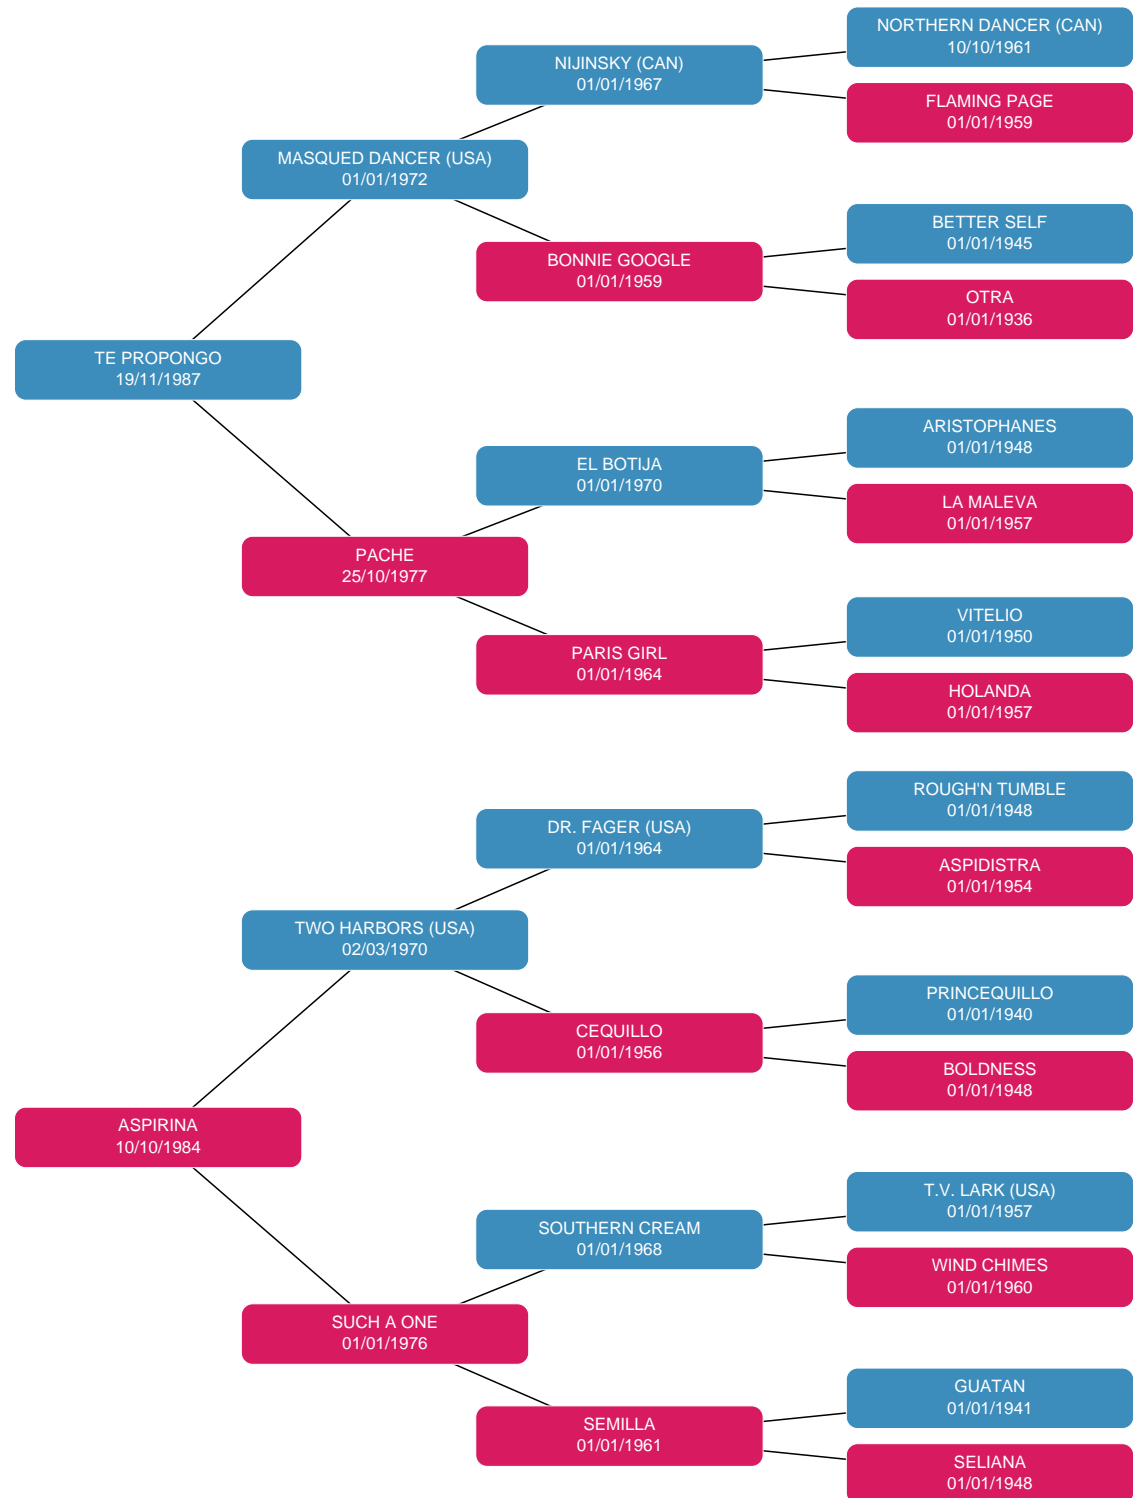 NORTHERN DANCER (CAN)
10/10/1961
NIJINSKY (CAN)
01/01/1967
FLAMING PAGE
01/01/1959
MASQUED DANCER (USA)
01/01/1972
BETTER SELF
01/01/1945
BONNIE GOOGLE
01/01/1959
OTRA
01/01/1936
TE PROPONGO
19/11/1987
ARISTOPHANES
01/01/1948
EL BOTIJA
01/01/1970
LA MALEVA
01/01/1957
PACHE
25/10/1977
VITELIO
01/01/1950
PARIS GIRL
01/01/1964
HOLANDA
01/01/1957
ROUGH'N TUMBLE
01/01/1948
DR. FAGER (USA)
01/01/1964
ASPIDISTRA
01/01/1954
TWO HARBORS (USA)
02/03/1970
PRINCEQUILLO
01/01/1940
CEQUILLO
01/01/1956
BOLDNESS
01/01/1948
ASPIRINA
10/10/1984
T.V. LARK (USA)
01/01/1957
SOUTHERN CREAM
01/01/1968
WIND CHIMES
01/01/1960
SUCH A ONE
01/01/1976
GUATAN
01/01/1941
SEMILLA
01/01/1961
SELIANA
01/01/1948